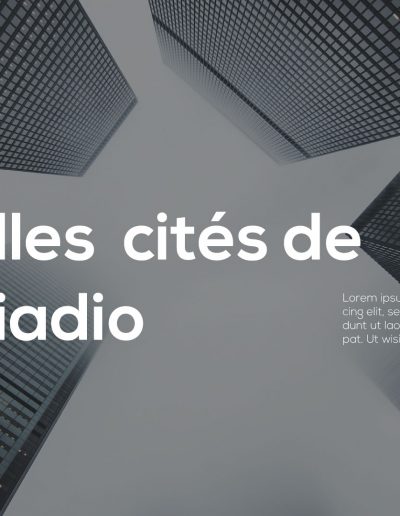 lles cités de
iadio
Lorem ipsu
cing elit, se
dunt ut lao
pat. Ut wisi